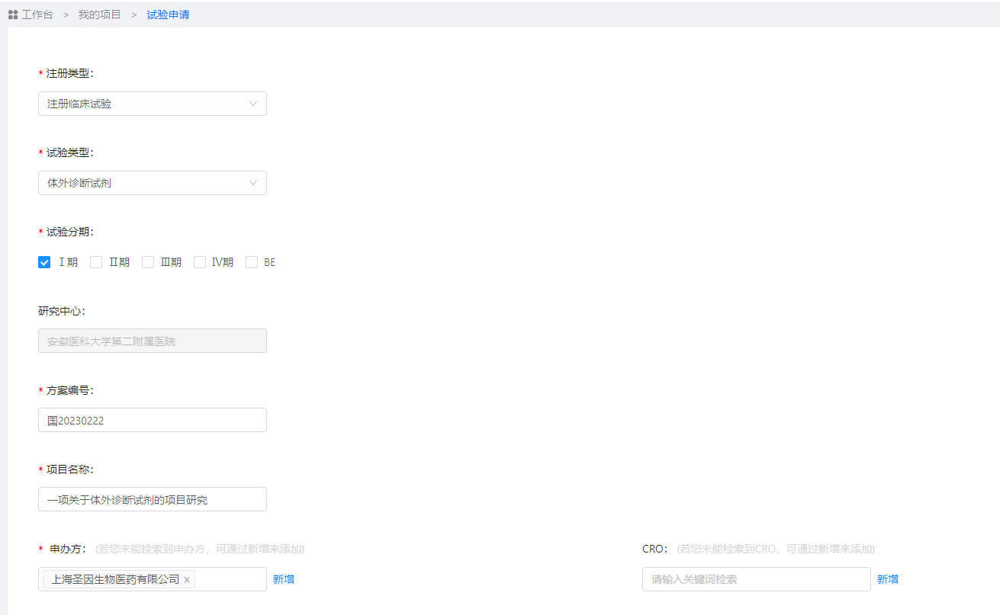 工作台 > 我的项目 > 试验申请
* 注册类型：
注册临床试验
* 试验类型：
体外诊断试剂
* 试验分期：
Ⅰ期 Ⅱ期 Ⅲ期 Ⅳ期 BE
研究中心：
安徽医科大学第二附属医院
* 方案编号：
国20230222
* 项目名称：
一项关于体外诊断试剂的项目研究
* 申办方： (若您未能检索到申办方，可通过新增来添加)
上海圣因生物医药有限公司 × 新增
CRO： (若您未能检索到CRO，可通过新增来添加)
请输入关键词检索 新增